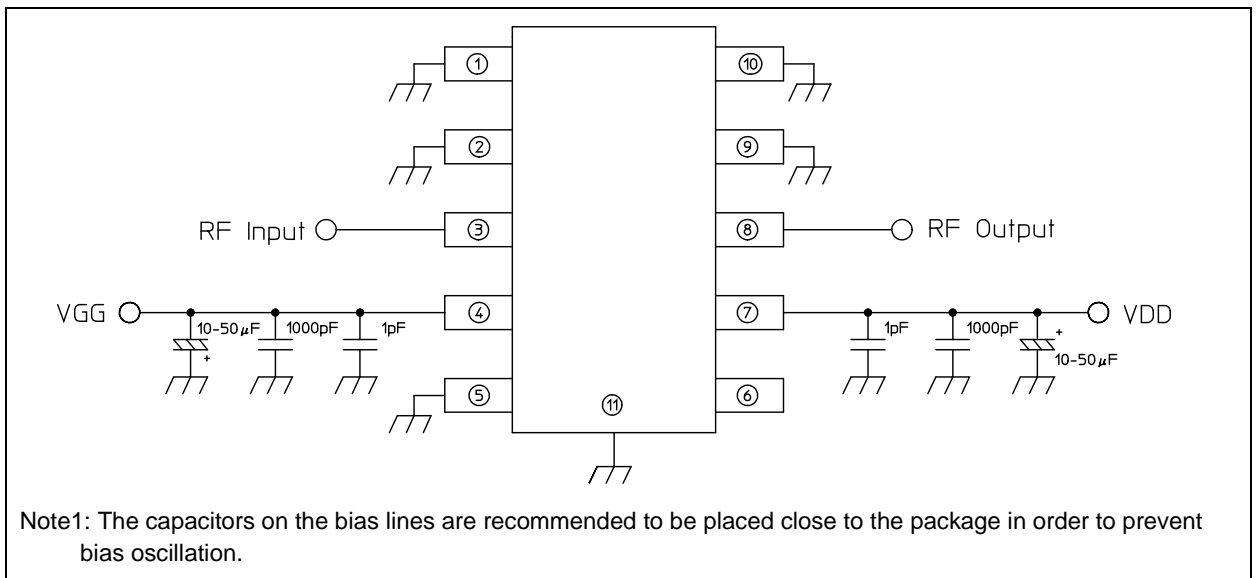 ① ⑩
② ⑨
RF Input ③ ⑧ RF Output
VGG ④ ⑦ VDD
10-50μF 1000pF 1pF 1pF 1000pF +
+ 10-50μF
⑤ ⑪ ⑥
Note1: The capacitors on the bias lines are recommended to be placed close to the package in order to prevent
bias oscillation.